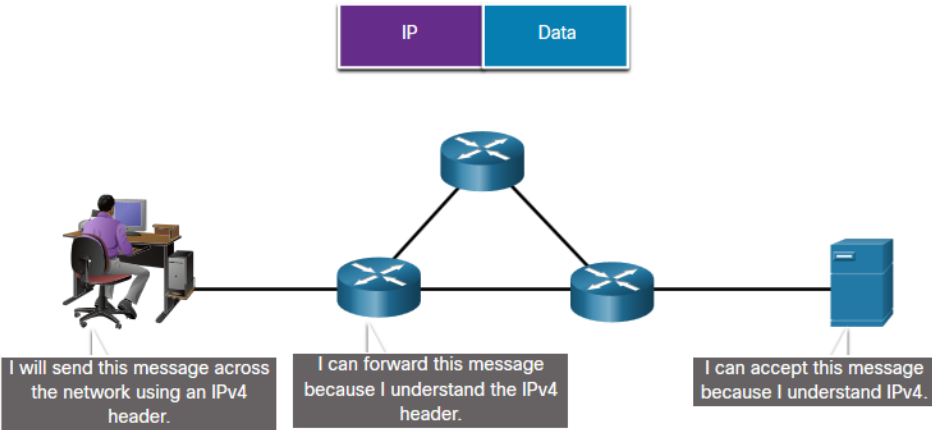 IP
Data
I will send this message across
the network using an IPv4
header.
I can forward this message
because I understand the IPv4
header.
I can accept this message
because I understand IPv4.